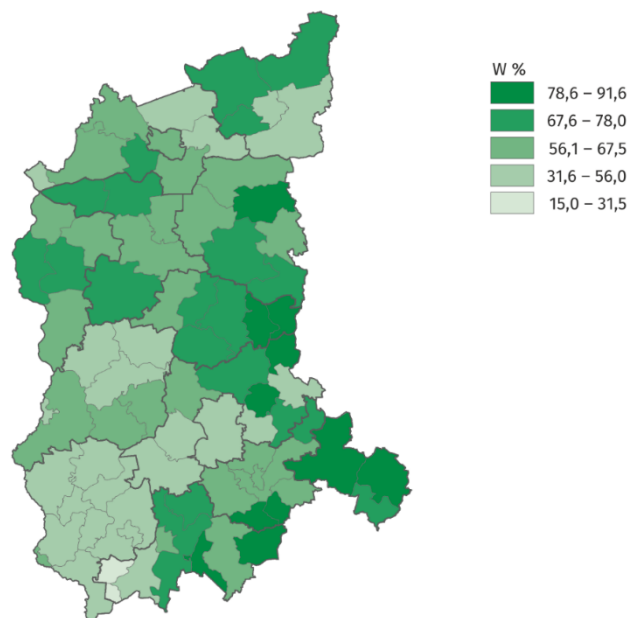 W %
78,6 – 91,6
67,6 – 78,0
56,1 – 67,5
31,6 – 56,0
15,0 – 31,5